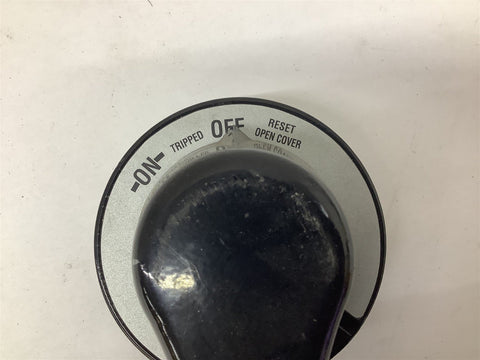 -ON-
TRIPPED
OFF
RESET
OPEN COVER